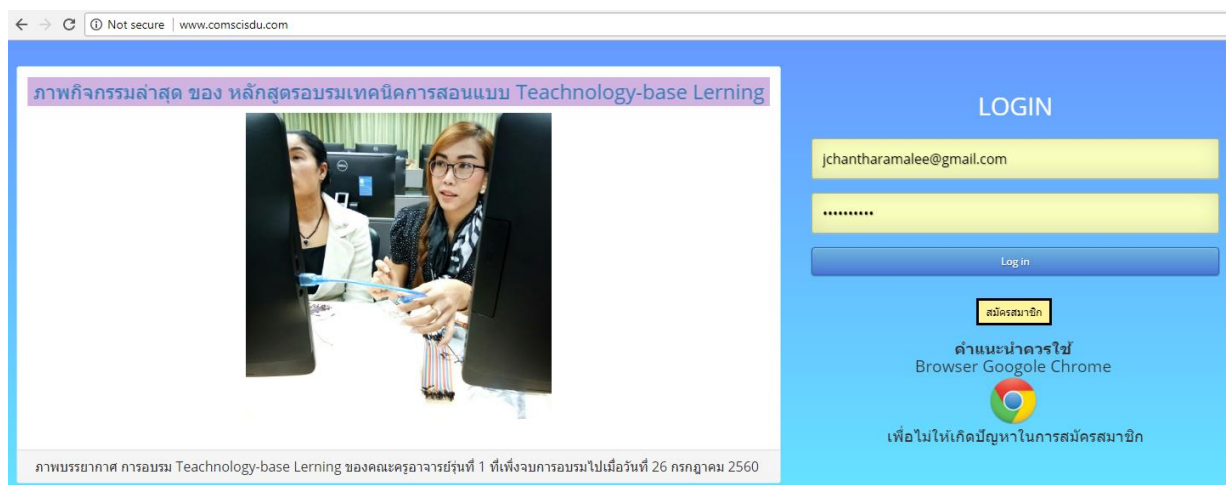 Not secure | www.comscisdu.com
ภาพกิจกรรมล่าสุด ของ หลักสูตรอบรมเทคนิคการสอนแบบ Teachnology-base Lerning
DELL
ภาพบรรยากาศ การอบรม Teachnology-base Lerning ของคณะครูอาจารย์รุ่นที่ 1 ที่เพิ่งจบการอบรมไปเมื่อวันที่ 26 กรกฎาคม 2560
LOGIN
jchantharamalee@gmail.com
••••••••••
Log in
สมัครสมาชิก
คำแนะนำควรใช้
Browser Googole Chrome
เพื่อไม่ให้เกิดปัญหาในการสมัครสมาชิก